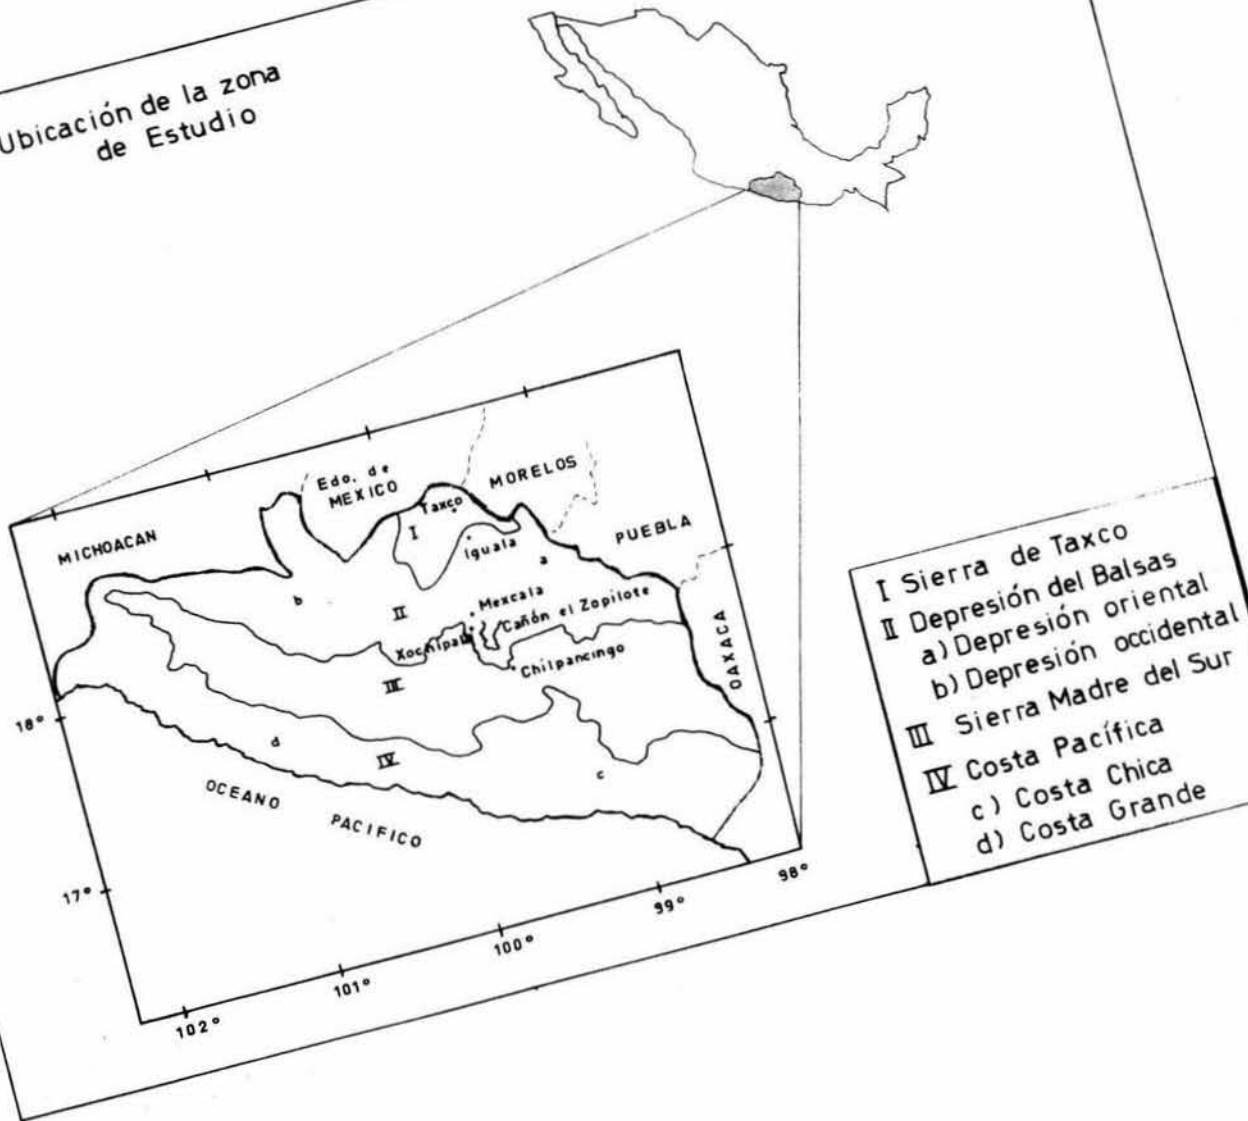 Ubicación de la zona
de Estudio
Edo. de
MEXICO
MORELOS
MICHOACAN
Taxco
PUEBLA
I
Iguala
a
b
II
Mexcala
Cañón el Zopilote
Xochipala
Chilpancingo
OAXACA
III
18°
d
IV
c
OCEANO PACIFICO
17°
98°
99°
100°
101°
102°
I Sierra de Taxco
II Depresión del Balsas
a) Depresión oriental
b) Depresión occidental
III Sierra Madre del Sur
IV Costa Pacífica
c) Costa Chica
d) Costa Grande